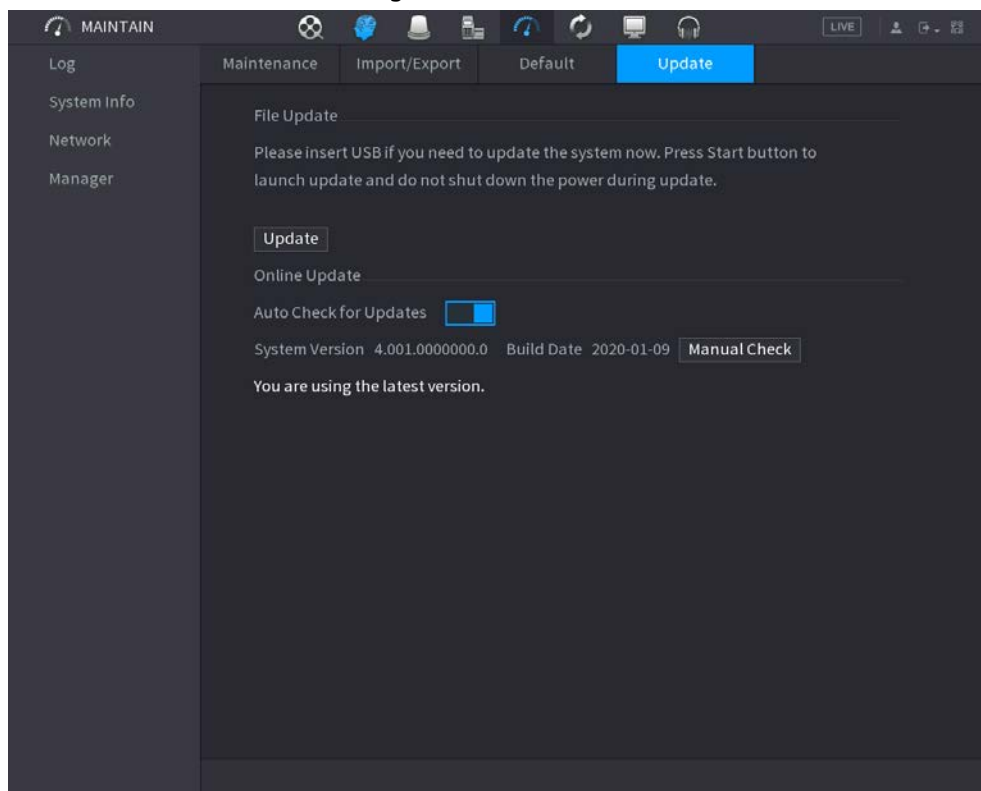 MAINTAIN
LIVE
Log
System Info
Network
Manager
Maintenance
Import/Export
Default
Update
File Update
Please insert USB if you need to update the system now. Press Start button to
launch update and do not shut down the power during update.
Update
Online Update
Auto Check for Updates
System Version 4.001.0000000.0 Build Date 2020-01-09 Manual Check
You are using the latest version.